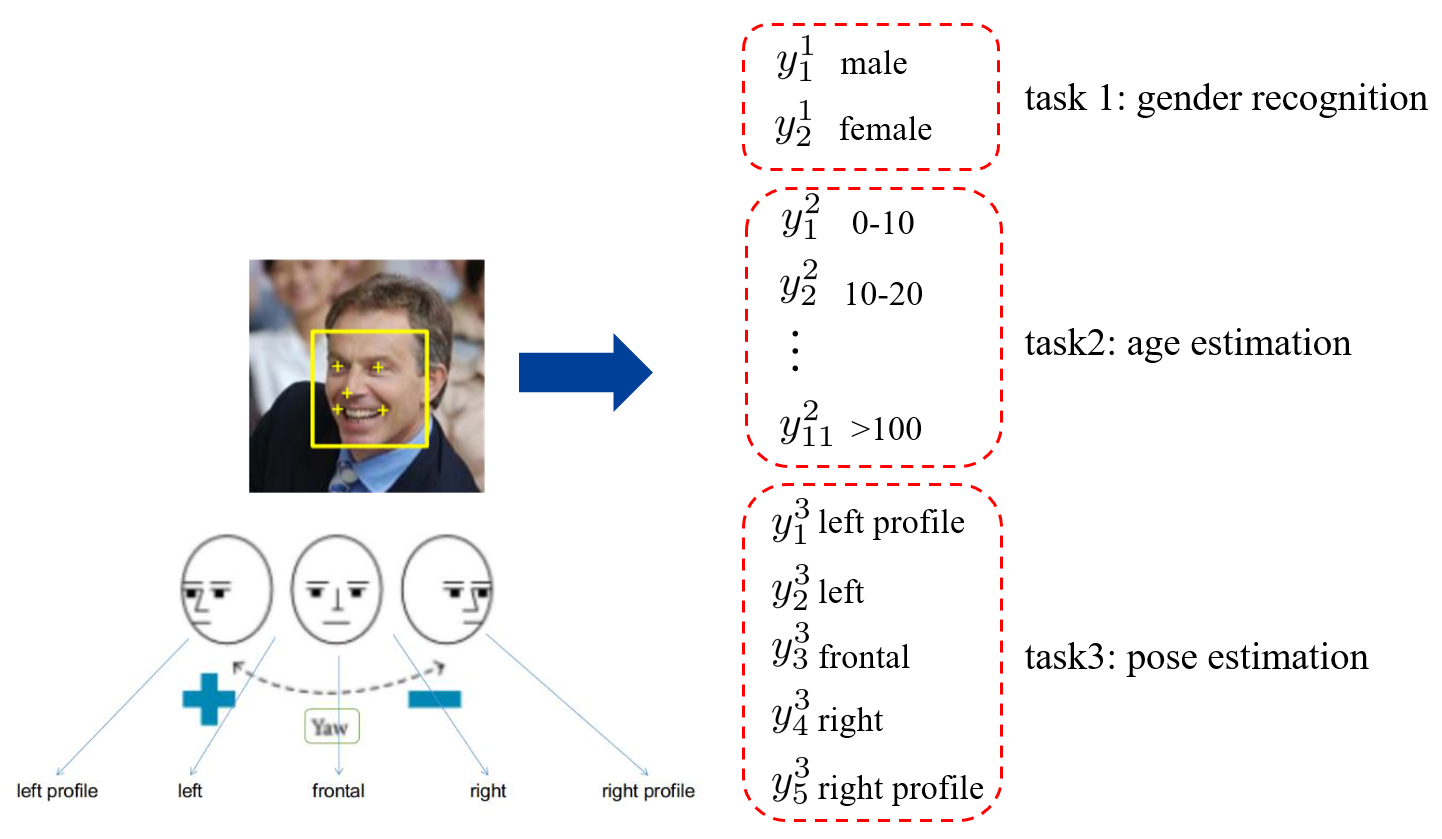 y_1^1 male
y_2^1 female
task 1: gender recognition
y_1^2 0-10
y_2^2 10-20
⋮
y_{11}^2 >100
task2: age estimation
y_1^3 left profile
y_2^3 left
y_3^3 frontal
y_4^3 right
y_5^3 right profile
task3: pose estimation
Yaw
left profile
left
frontal
right
right profile